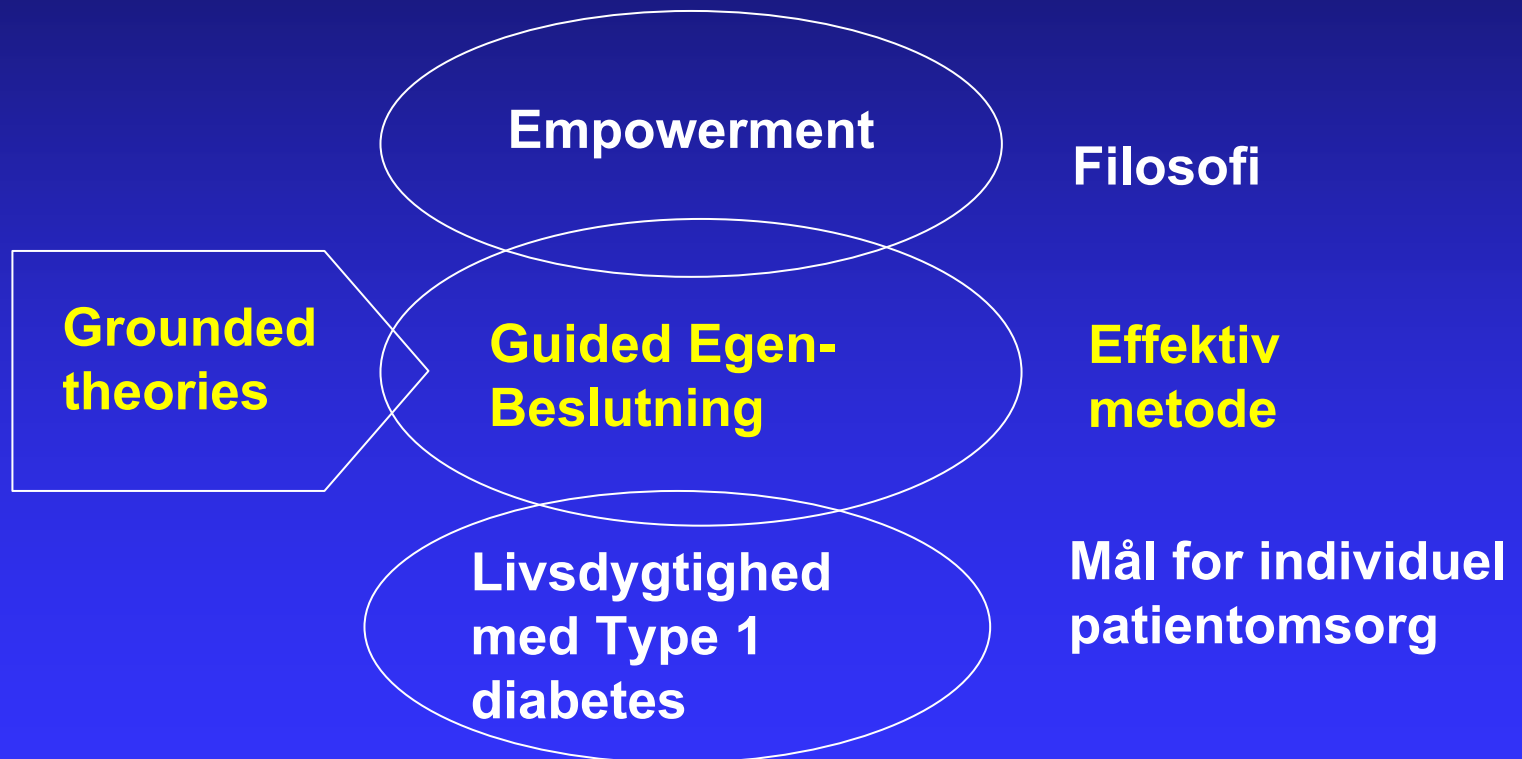 Empowerment
Filosofi
Grounded
theories
Guided Egen-
Beslutning
Effektiv
metode
Livsdygtighed
med Type 1
diabetes
Mål for individuel
patientomsorg